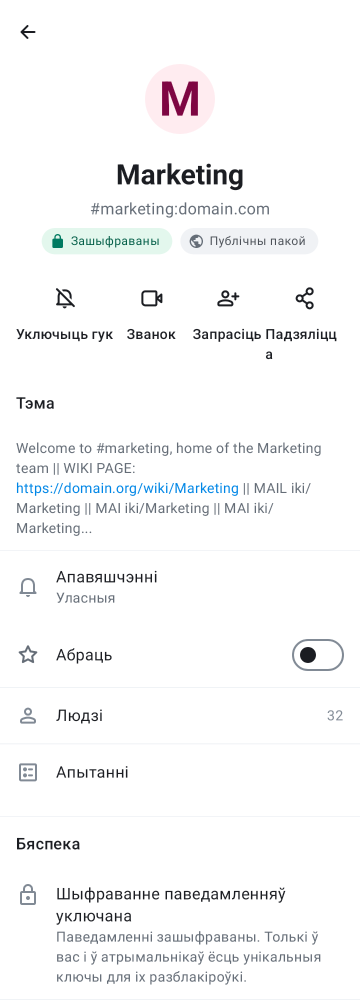 M
Marketing
#marketing:domain.com
Зашыфраваны
Публічны пакой
Уключыць гук
Званок
Запрасіць
Падзяліцц
а
Тэма
Welcome to #marketing, home of the Marketing
team || WIKI PAGE:
https://domain.org/wiki/Marketing || MAIL iki/
Marketing || MAI iki/Marketing || MAI iki/
Marketing...
Апавяшчэнні
Уласныя
Абраць
Людзі
32
Апытанні
Бяспека
Шыфраванне паведамленняў
уключана
Паведамленні зашыфраваны. Толькі ў
вас і ў атрымальнікаў ёсць унікальныя
ключы для іх разблакіроўкі.